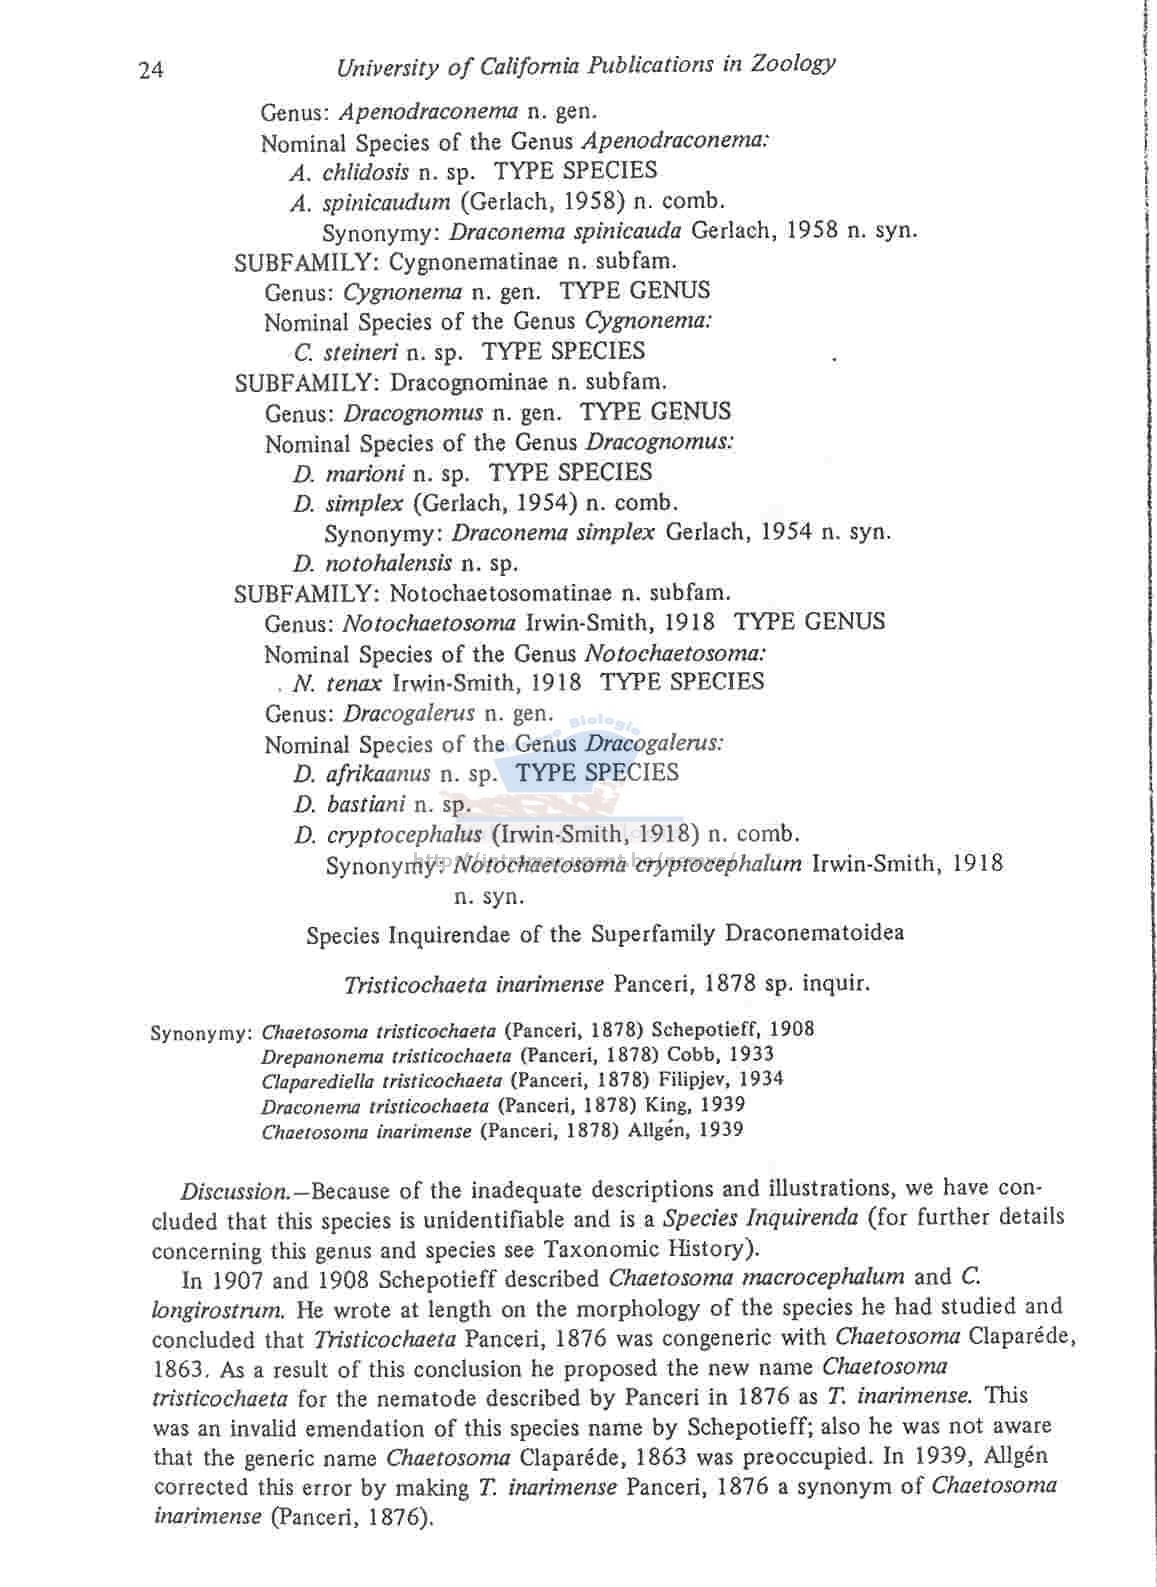 24 University of California Publications in Zoology
Genus: Apenodraconema n. gen.
Nominal Species of the Genus Apenodraconema:
A. chlidosis n. sp. TYPE SPECIES
A. spinicaudum (Gerlach, 1958) n. comb.
Synonymy: Draconema spinicauda Gerlach, 1958 n. syn.
SUBFAMILY: Cygnonematinae n. subfam.
Genus: Cygnonema n. gen. TYPE GENUS
Nominal Species of the Genus Cygnonema:
C. steineri n. sp. TYPE SPECIES
SUBFAMILY: Dracognominae n. subfam.
Genus: Dracognomus n. gen. TYPE GENUS
Nominal Species of the Genus Dracognomus:
D. marioni n. sp. TYPE SPECIES
D. simplex (Gerlach, 1954) n. comb.
Synonymy: Draconema simplex Gerlach, 1954 n. syn.
D. notohalensis n. sp.
SUBFAMILY: Notochaetosomatinae n. subfam.
Genus: Notochaetosoma Irwin-Smith, 1918 TYPE GENUS
Nominal Species of the Genus Notochaetosoma:
N. tenax Irwin-Smith, 1918 TYPE SPECIES
Genus: Dracogalerus n. gen.
Nominal Species of the Genus Dracogalerus:
D. afrikaanus n. sp. TYPE SPECIES
D. bastiani n. sp.
D. cryptocephalus (Irwin-Smith, 1918) n. comb.
Synonymy: Notochaetosoma cryptocephalum Irwin-Smith, 1918
n. syn.
Species Inquirendae of the Superfamily Draconematoidea
Tristicochaeta inarimense Panceri, 1878 sp. inquir.
Synonymy: Chaetosoma tristicochaeta (Panceri, 1878) Schepotieff, 1908
Drepanonema tristicochaeta (Panceri, 1878) Cobb, 1933
Claparediella tristicochaeta (Panceri, 1878) Filipjev, 1934
Draconema tristicochaeta (Panceri, 1878) King, 1939
Chaetosoma inarimense (Panceri, 1878) Allgén, 1939
Discussion.—Because of the inadequate descriptions and illustrations, we have con-
cluded that this species is unidentifiable and is a Species Inquirenda (for further details
concerning this genus and species see Taxonomic History).
In 1907 and 1908 Schepotieff described Chaetosoma macrocephalum and C.
longirostrum. He wrote at length on the morphology of the species he had studied and
concluded that Tristicochaeta Panceri, 1876 was congeneric with Chaetosoma Claparéde,
1863. As a result of this conclusion he proposed the new name Chaetosoma
tristicochaeta for the nematode described by Panceri in 1876 as T. inarimense. This
was an invalid emendation of this species name by Schepotieff; also he was not aware
that the generic name Chaetosoma Claparéde, 1863 was preoccupied. In 1939, Allgén
corrected this error by making T. inarimense Panceri, 1876 a synonym of Chaetosoma
inarimense (Panceri, 1876).